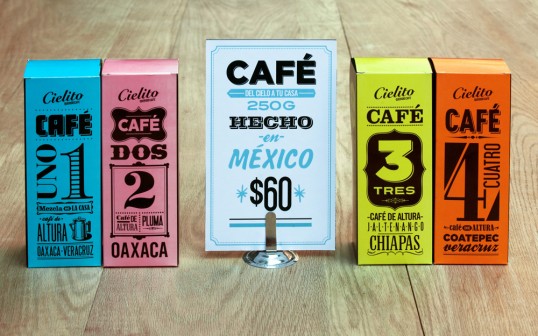 Cielito
CAFÉ
UNO 1
Mezcla DE LA CASA
café de
ALTURA
OAXACA-VERACRUZ
Cielito
CAFÉ
DOS
2
Café DE
ALTURA
PLUMA
OAXACA
CAFÉ
DEL CIELO A TU CASA
250G
HECHO
-en-
MÉXICO
$60
Cielito
CAFÉ
3
TRES
-CAFÉ DE ALTURA-
JALTENANGO
CHIAPAS
Cielito
CAFÉ
4 CUATRO
café DE ALTURA
COATEPEC
veracruz